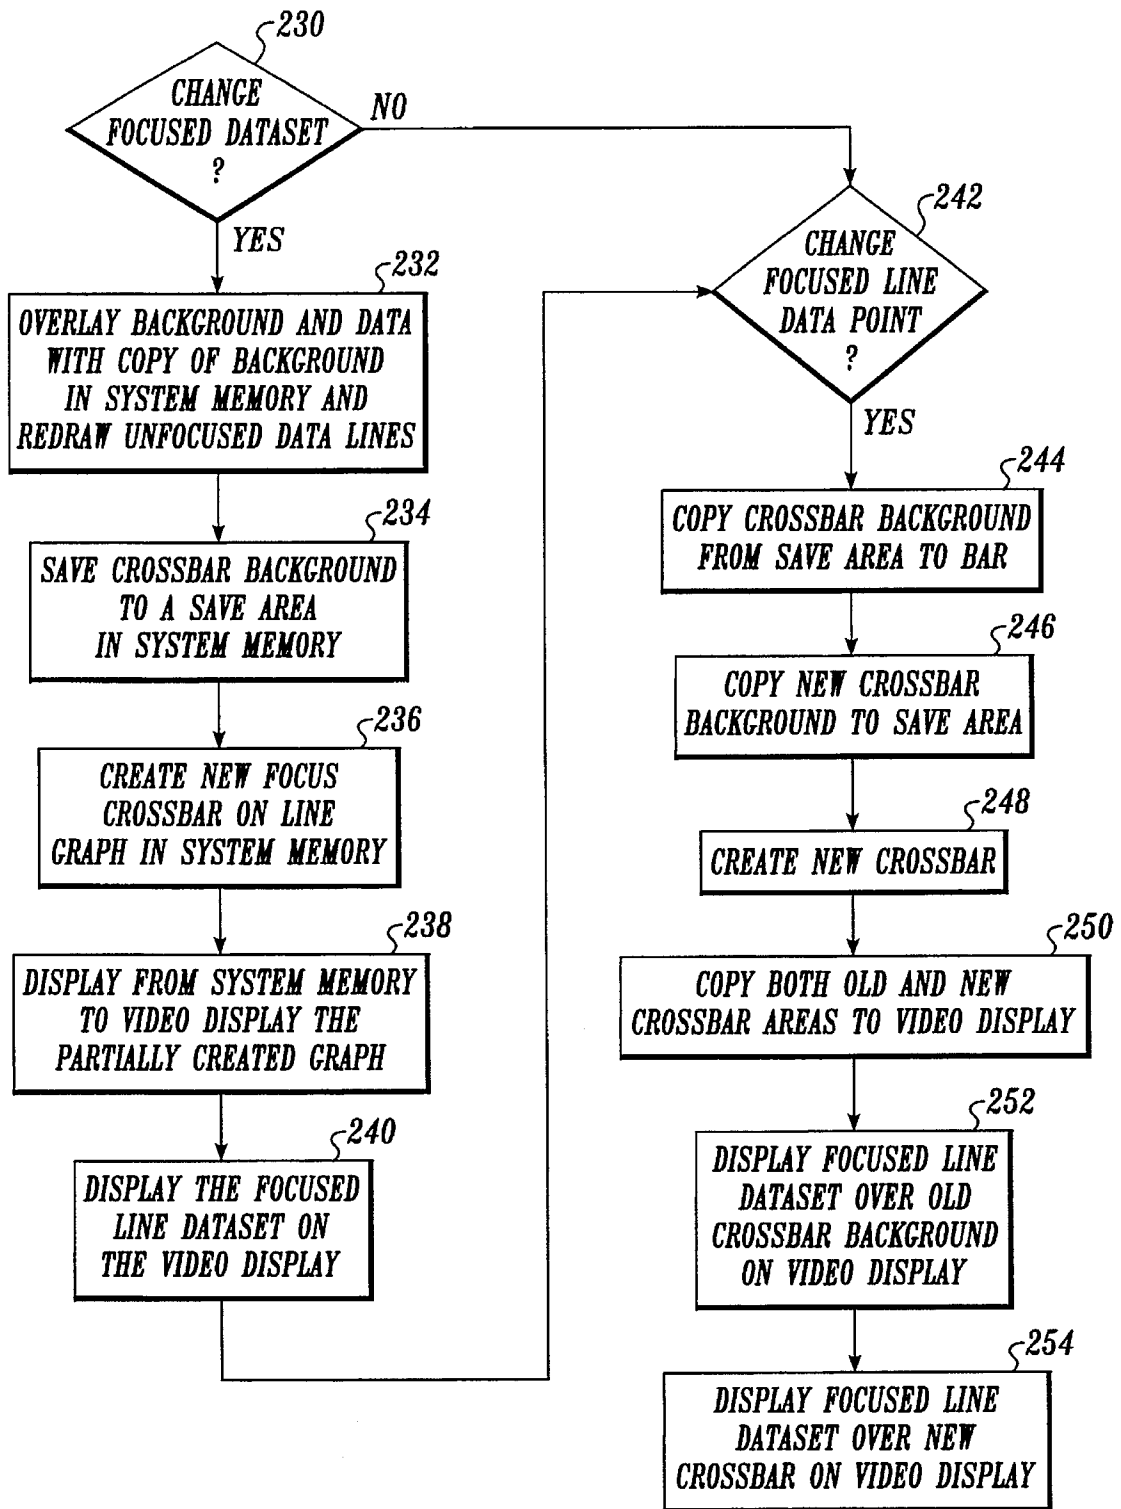 230
CHANGE
FOCUSED DATASET
?
NO
YES
232
OVERLAY BACKGROUND AND DATA
WITH COPY OF BACKGROUND
IN SYSTEM MEMORY AND
REDRAW UNFOCUSED DATA LINES
234
SAVE CROSSBAR BACKGROUND
TO A SAVE AREA
IN SYSTEM MEMORY
236
CREATE NEW FOCUS
CROSSBAR ON LINE
GRAPH IN SYSTEM MEMORY
238
DISPLAY FROM SYSTEM MEMORY
TO VIDEO DISPLAY THE
PARTIALLY CREATED GRAPH
240
DISPLAY THE FOCUSED
LINE DATASET ON
THE VIDEO DISPLAY
242
CHANGE
FOCUSED LINE
DATA POINT
?
YES
244
COPY CROSSBAR BACKGROUND
FROM SAVE AREA TO BAR
246
COPY NEW CROSSBAR
BACKGROUND TO SAVE AREA
248
CREATE NEW CROSSBAR
250
COPY BOTH OLD AND NEW
CROSSBAR AREAS TO VIDEO DISPLAY
252
DISPLAY FOCUSED LINE
DATASET OVER OLD
CROSSBAR BACKGROUND
ON VIDEO DISPLAY
254
DISPLAY FOCUSED LINE
DATASET OVER NEW
CROSSBAR ON VIDEO DISPLAY